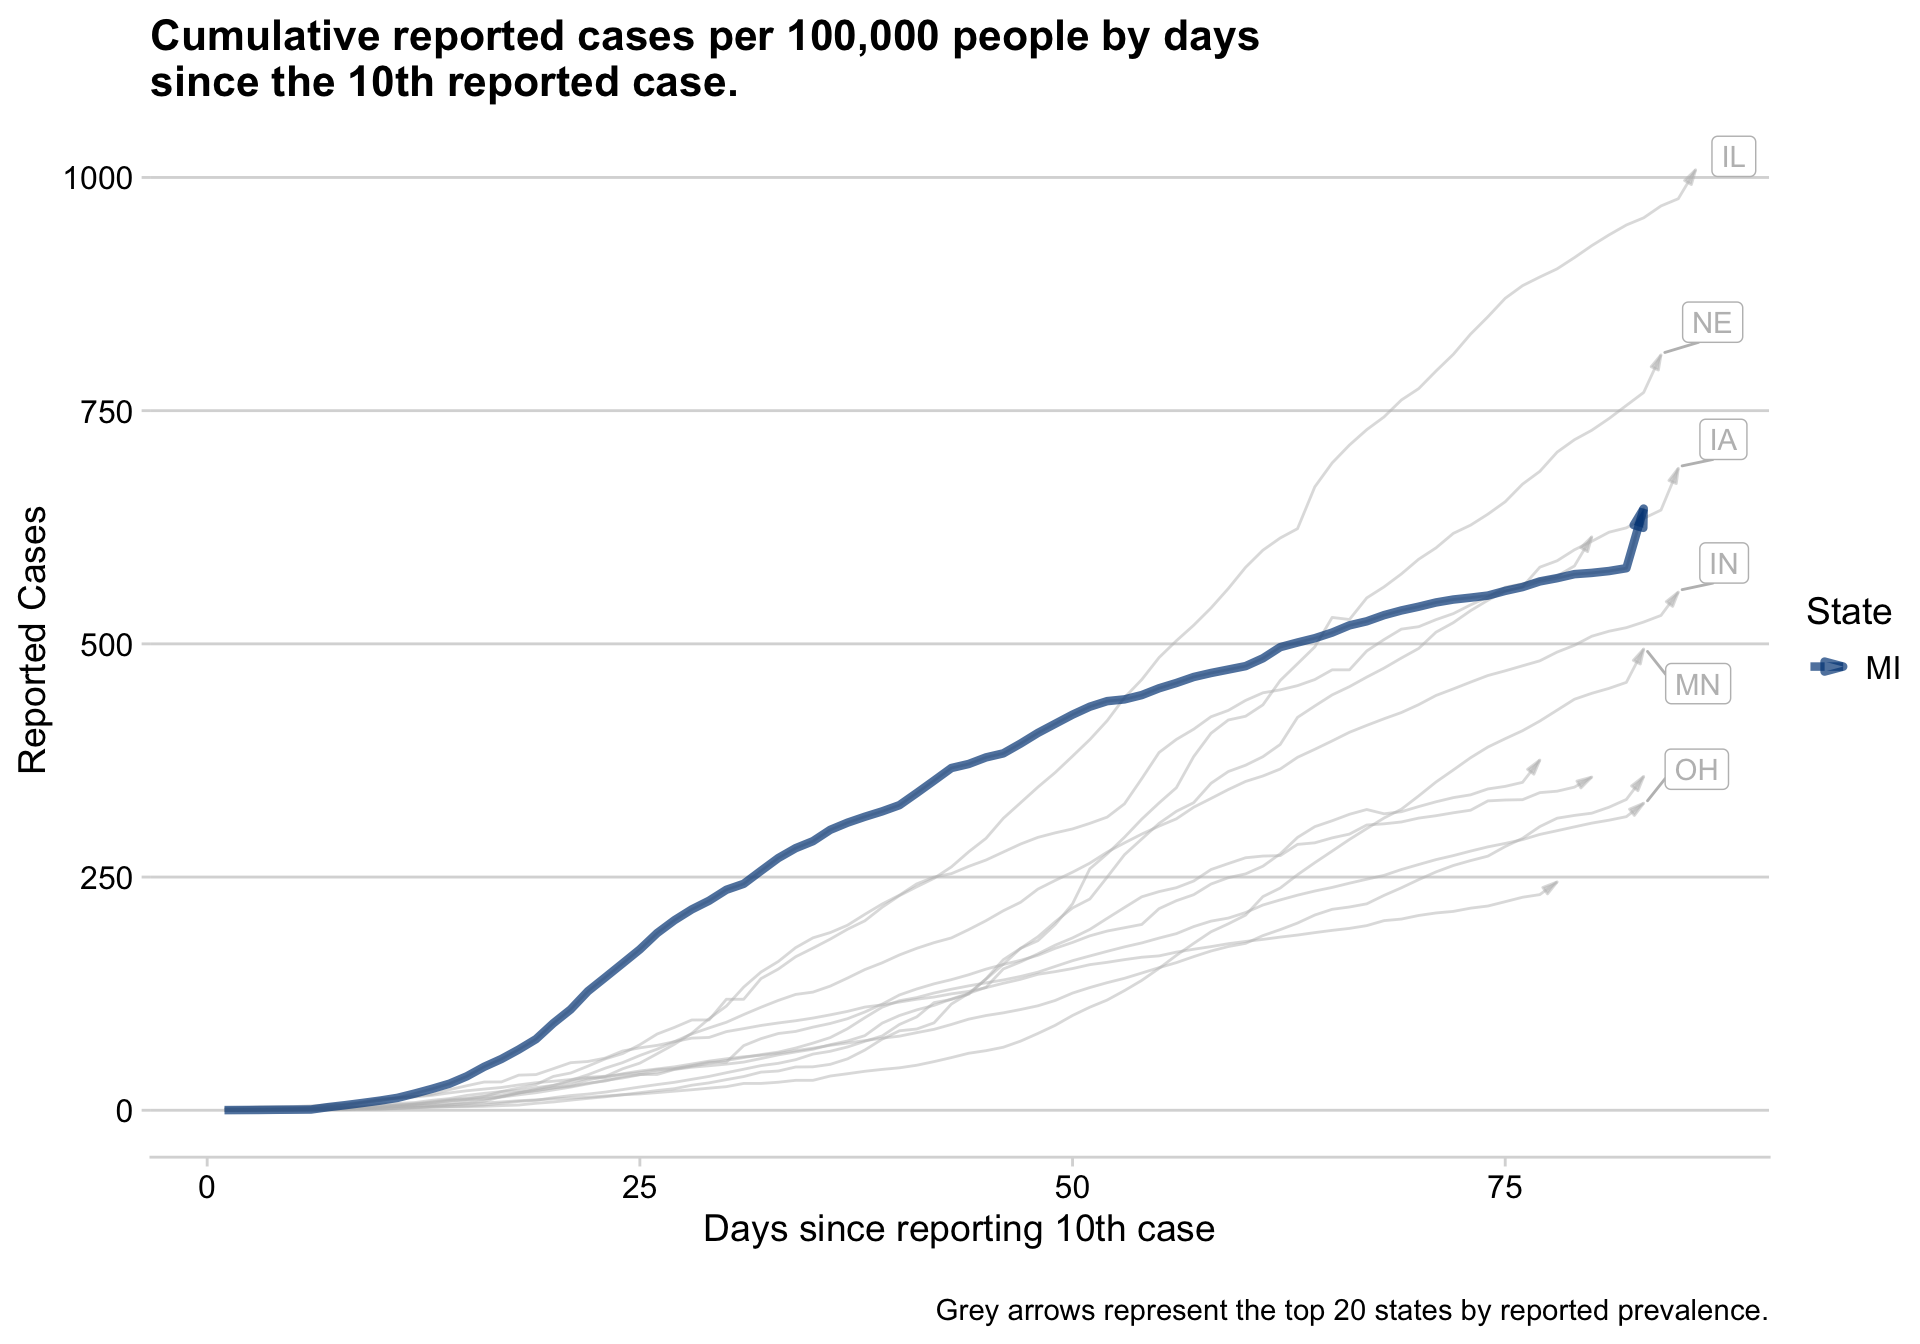 Cumulative reported cases per 100,000 people by days
since the 10th reported case.
1000
750
500
250
0
Reported Cases
IL
NE
IA
IN
MN
OH
State
MI
0
25
50
75
Days since reporting 10th case
Grey arrows represent the top 20 states by reported prevalence.